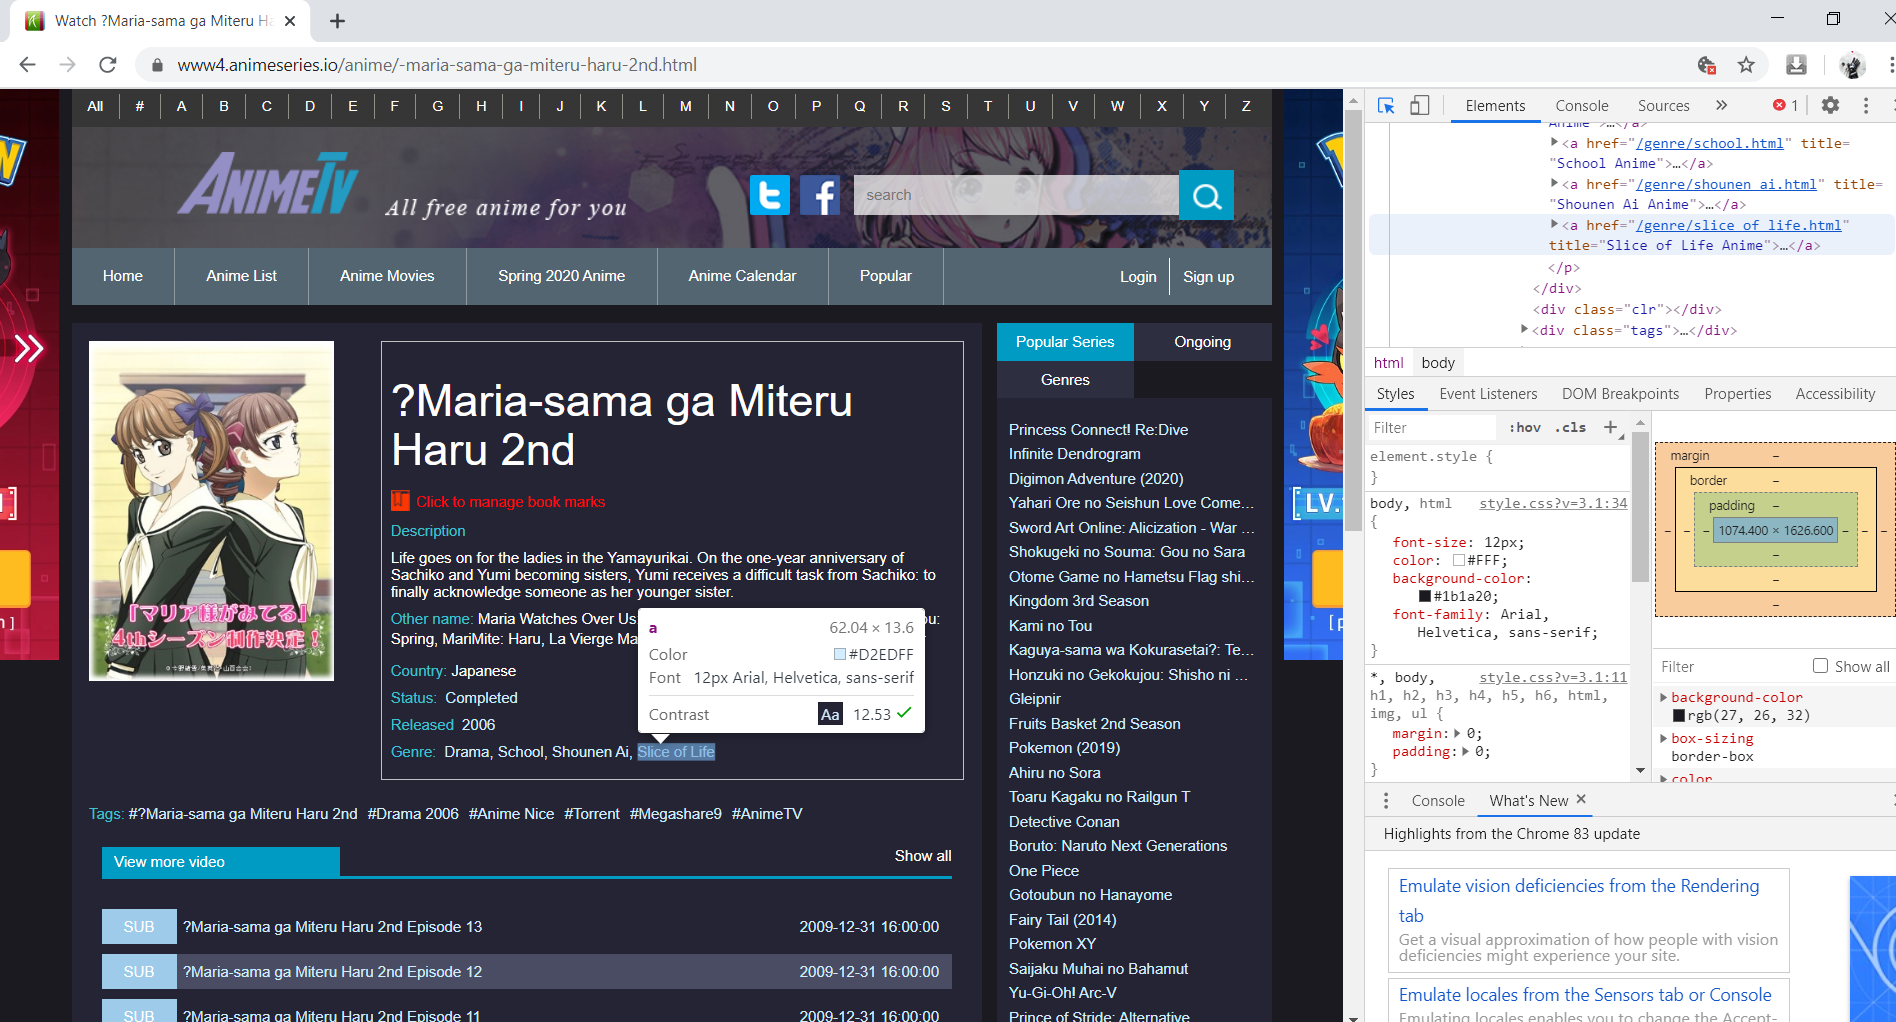 Watch ?Maria-sama ga Miteru Ha
www4.animeseries.io/anime/-maria-sama-ga-miteru-haru-2nd.html
All # A B C D E F G H I J K L M N O P Q R S T U V W X Y Z
ANIMETV
All free anime for you
search
Home Anime List Anime Movies Spring 2020 Anime Anime Calendar Popular Login Sign up
?Maria-sama ga Miteru
Haru 2nd
Click to manage book marks
Description
Life goes on for the ladies in the Yamayurikai. On the one-year anniversary of
Sachiko and Yumi becoming sisters, Yumi receives a difficult task from Sachiko: to
finally acknowledge someone as her younger sister.
Other name: Maria Watches Over Us
Spring, MariMite: Haru, La Vierge Ma
Country: Japanese
Status: Completed
Released 2006
Genre: Drama, School, Shounen Ai, Slice of Life
a 62.04 × 13.6
Color #D2EDFF
Font 12px Arial, Helvetica, sans-serif
Contrast Aa 12.53
「マリア様がみてる」
4thシーズン制作決定！
Tags: #?Maria-sama ga Miteru Haru 2nd #Drama 2006 #Anime Nice #Torrent #Megashare9 #AnimeTV
View more video Show all
SUB ?Maria-sama ga Miteru Haru 2nd Episode 13 2009-12-31 16:00:00
SUB ?Maria-sama ga Miteru Haru 2nd Episode 12 2009-12-31 16:00:00
SUB ?Maria-sama ga Miteru Haru 2nd Episode 11 2009-12-31 16:00:00
Popular Series Ongoing
Genres
Princess Connect! Re:Dive
Infinite Dendrogram
Digimon Adventure (2020)
Yahari Ore no Seishun Love Come...
Sword Art Online: Alicization - War ...
Shokugeki no Souma: Gou no Sara
Otome Game no Hametsu Flag shi...
Kingdom 3rd Season
Kami no Tou
Kaguya-sama wa Kokurasetai?: Te...
Honzuki no Gekokujou: Shisho ni ...
Gleipnir
Fruits Basket 2nd Season
Pokemon (2019)
Ahiru no Sora
Toaru Kagaku no Railgun T
Detective Conan
Boruto: Naruto Next Generations
One Piece
Gotoubun no Hanayome
Fairy Tail (2014)
Pokemon XY
Saijaku Muhai no Bahamut
Yu-Gi-Oh! Arc-V
Prince of Stride: Alternative
[LV.
Elements Console Sources » 1
Anime">…</a>
<a href="/genre/school.html" title=
"School Anime">…</a>
<a href="/genre/shounen ai.html" title=
"Shounen Ai Anime">…</a>
<a href="/genre/slice of life.html"
title="Slice of Life Anime">…</a>
</p>
</div>
<div class="clr"></div>
<div class="tags">…</div>
html body
Styles Event Listeners DOM Breakpoints Properties Accessibility
Filter :hov .cls +
element.style {
}
body, html style.css?v=3.1:34
{
font-size: 12px;
color: #FFF;
background-color:
#1b1a20;
font-family: Arial,
Helvetica, sans-serif;
}
*, body, style.css?v=3.1:11
h1, h2, h3, h4, h5, h6, html,
img, ul {
margin: 0;
padding: 0;
}
margin –
border –
padding –
– – – 1074.400 × 1626.600 – – –
–
–
–
Filter Show all
background-color
rgb(27, 26, 32)
box-sizing
border-box
color
Console What's New
Highlights from the Chrome 83 update
Emulate vision deficiencies from the Rendering
tab
Get a visual approximation of how people with vision
deficiencies might experience your site.
Emulate locales from the Sensors tab or Console
Emulating locales enables you to change the Accept-